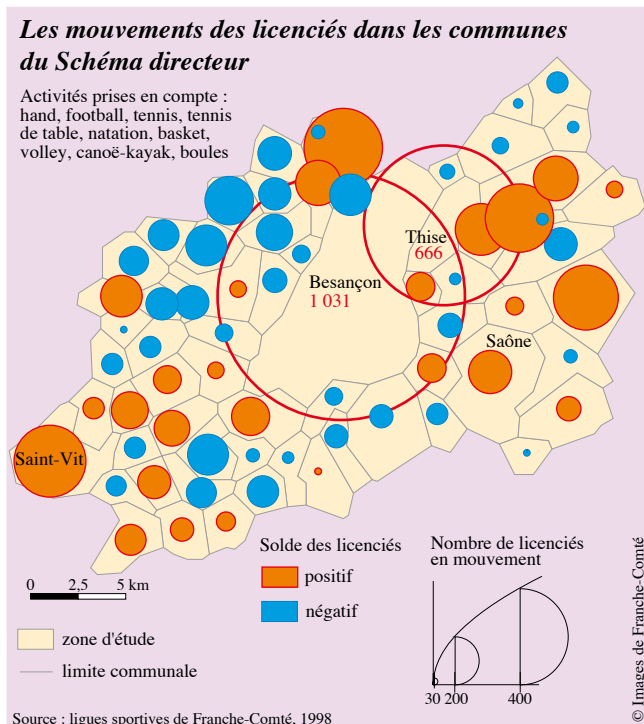 Les mouvements des licenciés dans les communes
du Schéma directeur
Activités prises en compte :
hand, football, tennis, tennis
de table, natation, basket,
volley, canoë-kayak, boules
Thise
666
Besançon
1 031
Saône
Saint-Vit
Solde des licenciés
positif
négatif
Nombre de licenciés
en mouvement
30 200 400
0 2,5 5 km
zone d'étude
limite communale
Source : ligues sportives de Franche-Comté, 1998
© Images de Franche-Comté